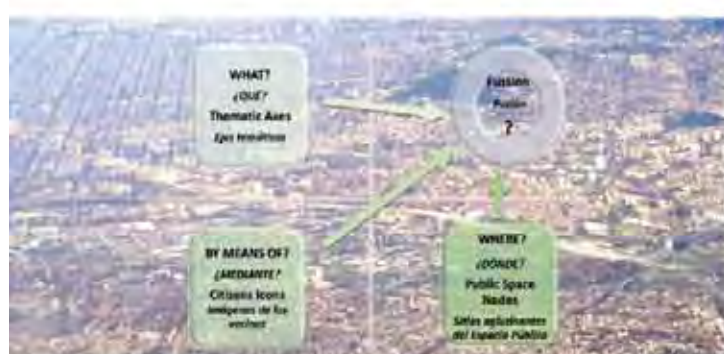 WHAT?
¿QUÉ?
Thematic Axes
Ejes temáticos
Fussion
Fusión
?
BY MEANS OF?
¿MEDIANTE?
Citizens Icons
Imágenes de los
vecinos
WHERE?
¿DÓNDE?
Public Space
Nodes
Sitios aglutinantes
del Espacio Público